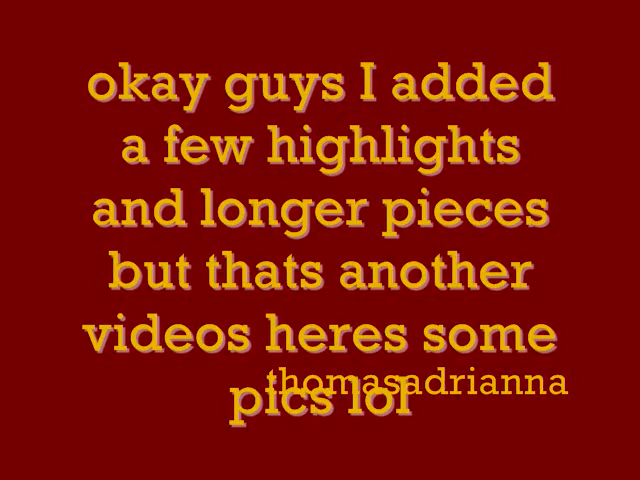 okay guys I added
a few highlights
and longer pieces
but thats another
videos heres some
pics lol
thomasadrianna